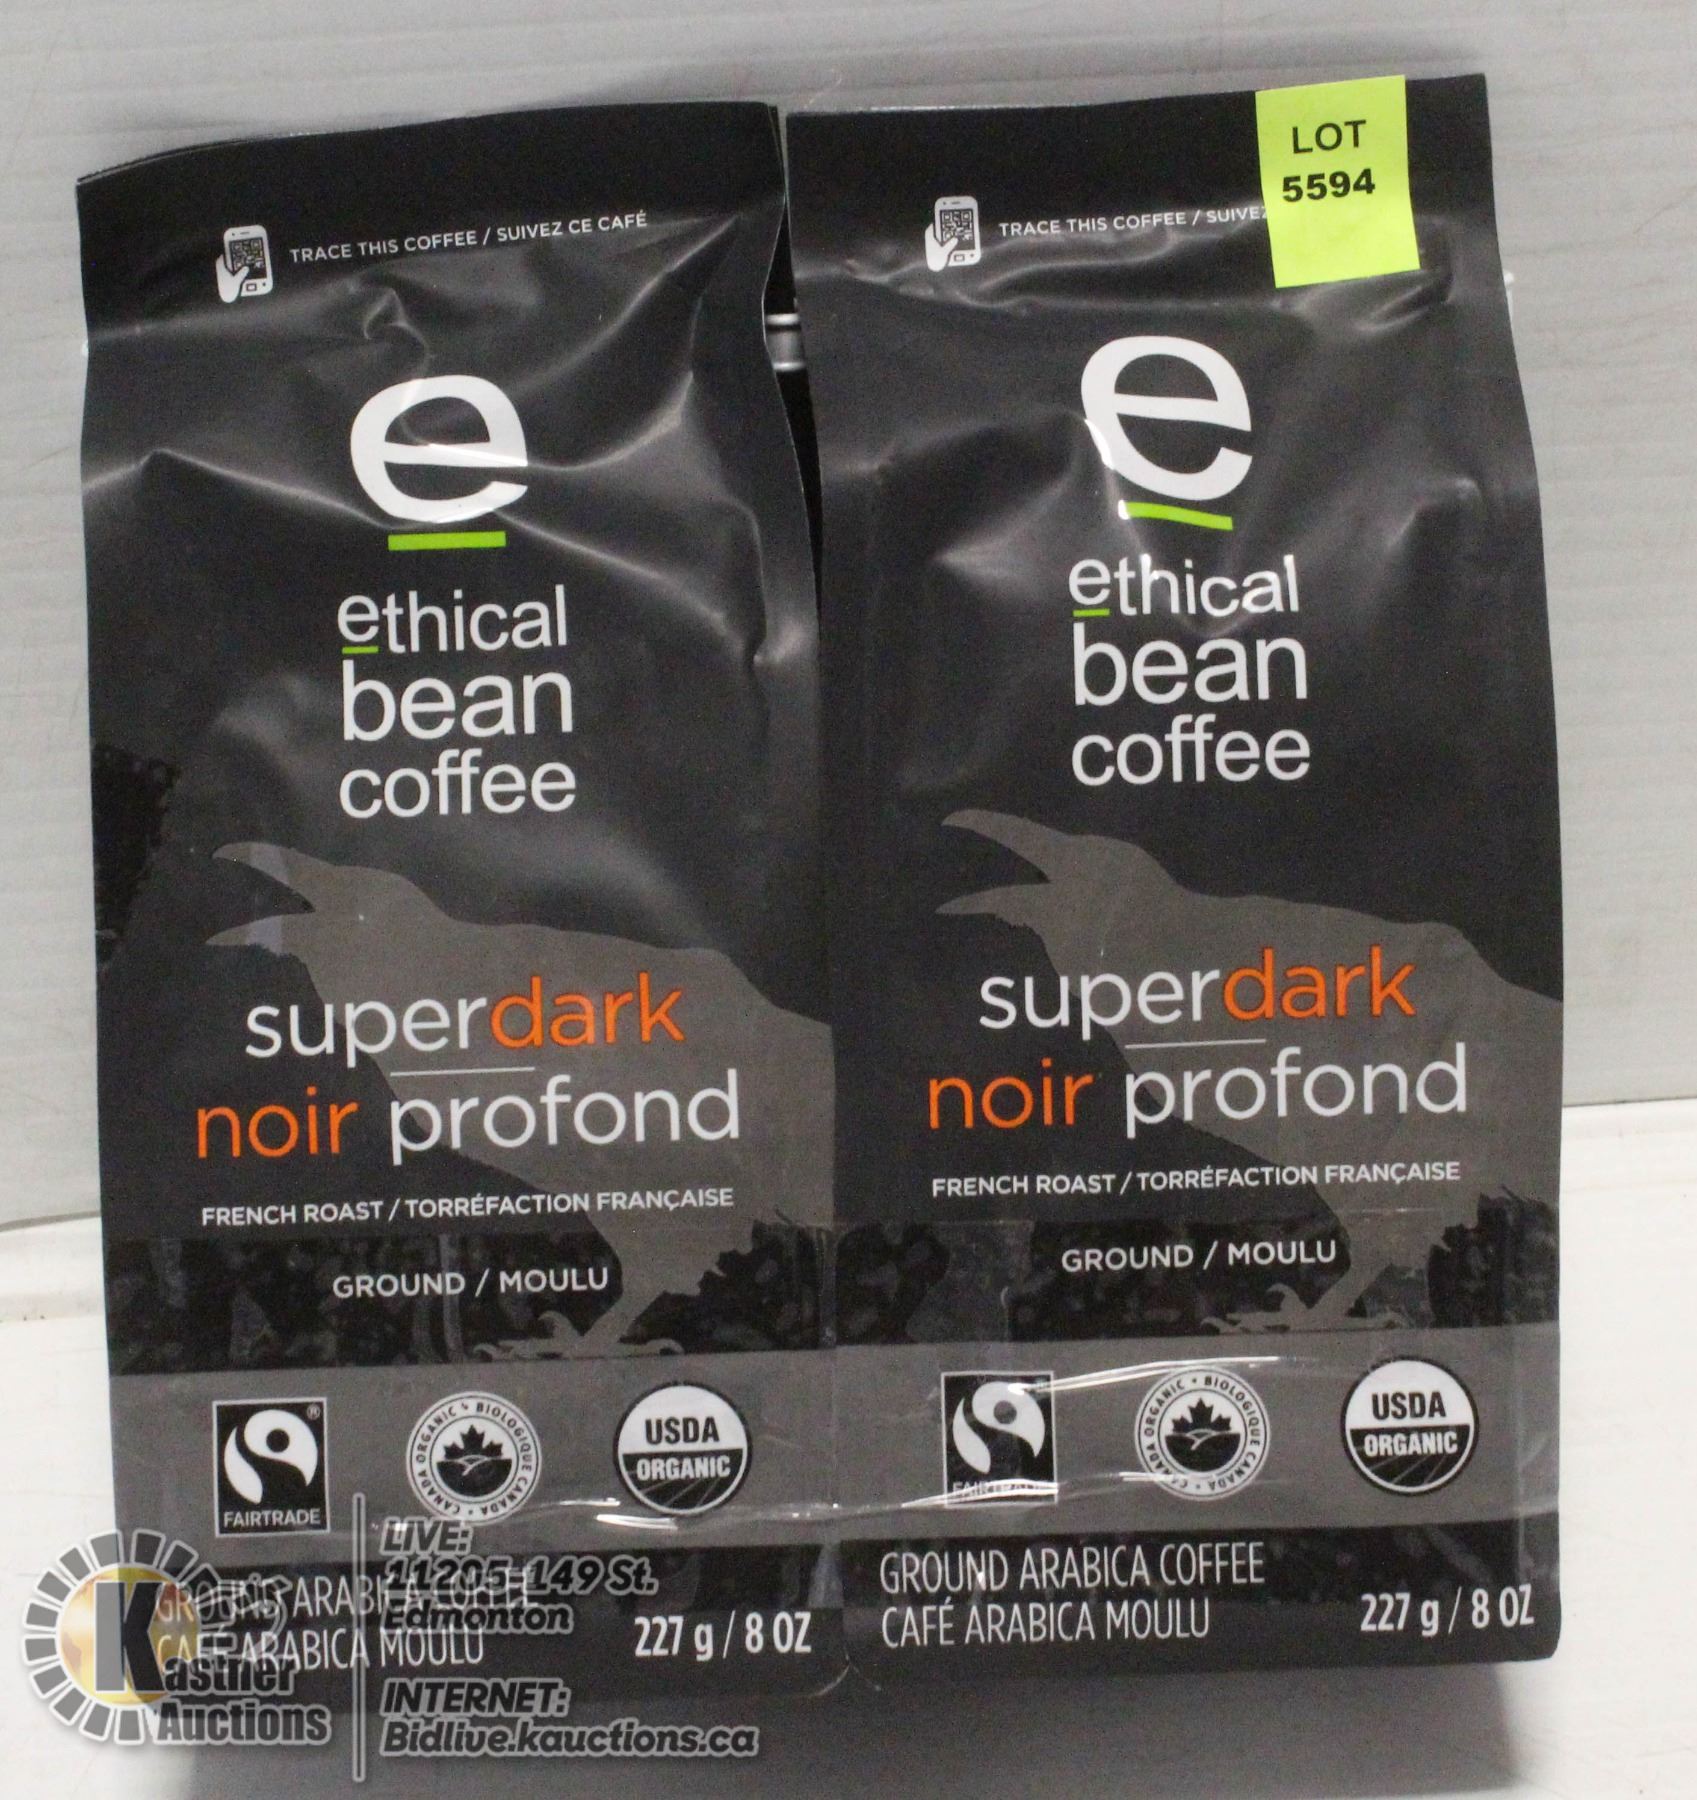 TRACE THIS COFFEE / SUIVEZ CE CAFÉ
e
ethical
bean
coffee
superdark
noir profond
FRENCH ROAST / TORRÉFACTION FRANÇAISE
GROUND / MOULU
FAIRTRADE
CANADA ORGANIC • BIOLOGIQUE CANADA •
USDA
ORGANIC
GROUND ARABICA COFFEE
CAFÉ ARABICA MOULU
227 g / 8 OZ
LOT
5594
TRACE THIS COFFEE / SUIVEZ
e
ethical
bean
coffee
superdark
noir profond
FRENCH ROAST / TORRÉFACTION FRANÇAISE
GROUND / MOULU
FAIRTRADE
CANADA ORGANIC • BIOLOGIQUE CANADA •
USDA
ORGANIC
GROUND ARABICA COFFEE
CAFÉ ARABICA MOULU
227 g / 8 OZ
Kastner
Auctions
LIVE:
11205-149 St.
Edmonton
INTERNET:
Bidlive.kauctions.ca